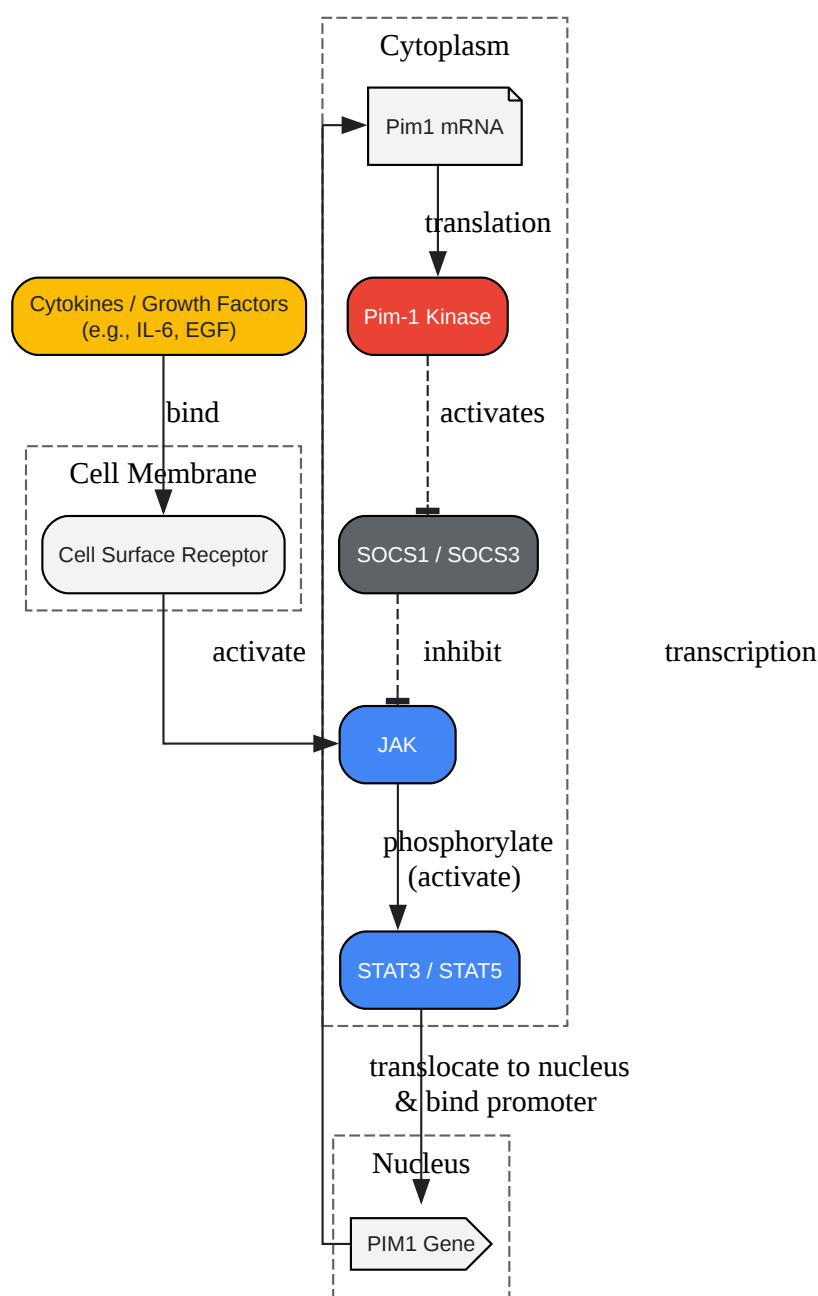 Cytoplasm
Pim1 mRNA
translation
Cytokines / Growth Factors
(e.g., IL-6, EGF)
Pim-1 Kinase
bind
activates
Cell Membrane
Cell Surface Receptor
SOCS1 / SOCS3
activate
inhibit
transcription
JAK
phosphorylate
(activate)
STAT3 / STAT5
translocate to nucleus
& bind promoter
Nucleus
PIM1 Gene